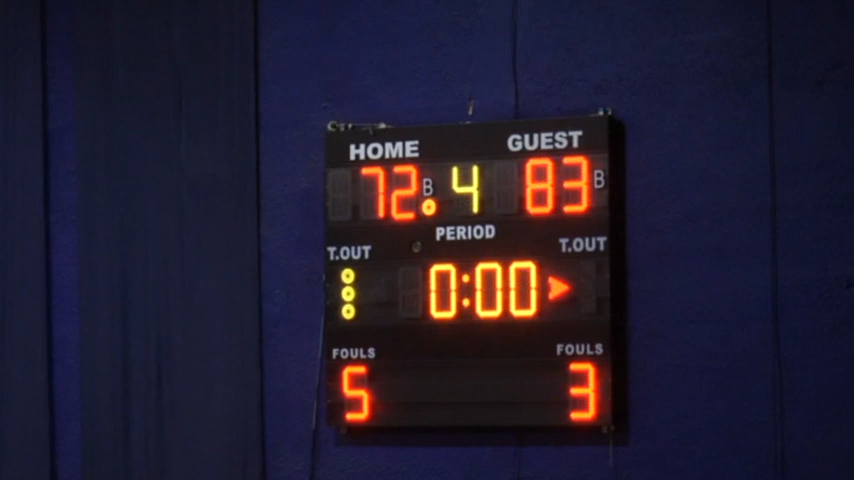 HOME GUEST
72 B 4 83 B
PERIOD
T.OUT T.OUT
0:00
FOULS FOULS
5 3